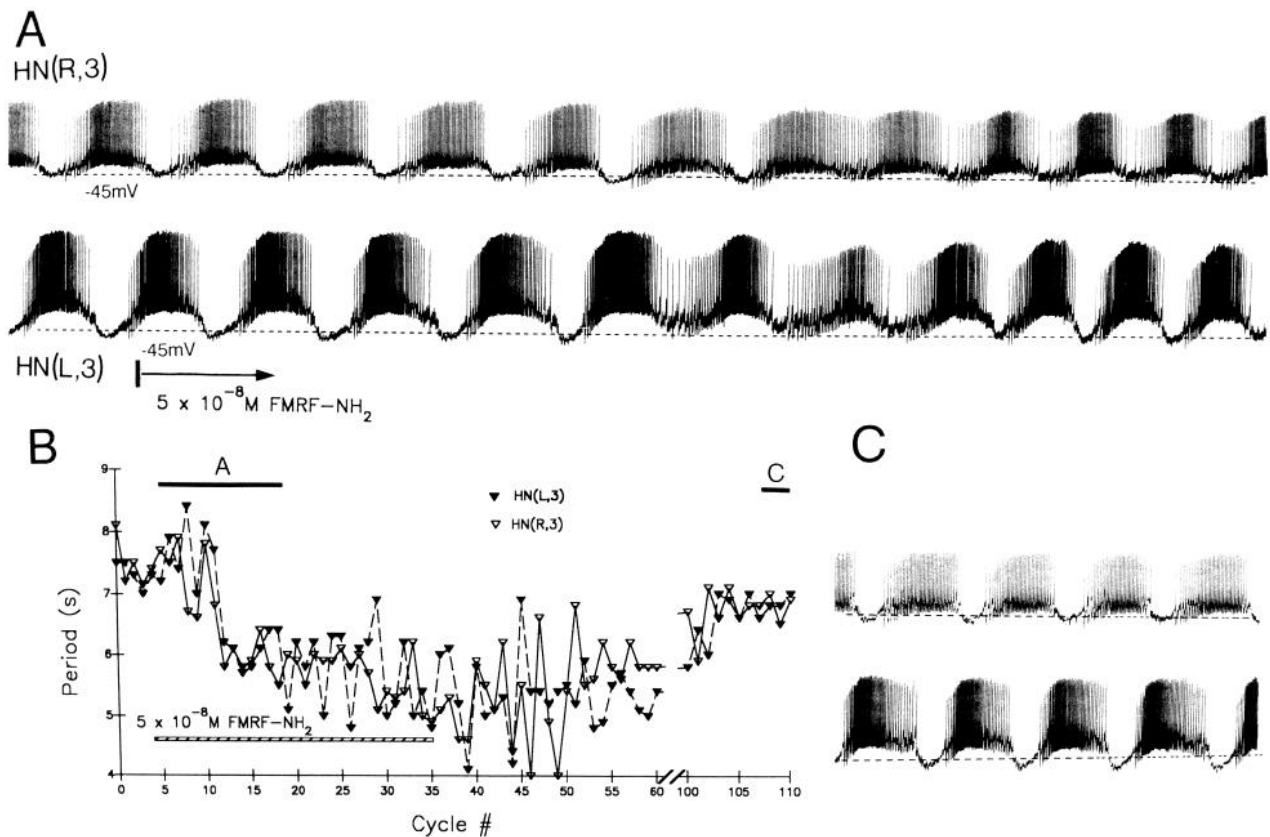 A
HN(R,3)
-45mV
-45mV
HN(L,3)
5 x 10⁻⁸M FMRF-NH₂
B
A
C
HN(L,3)
HN(R,3)
9
8
7
6
5
4
Period (s)
5 x 10⁻⁸M FMRF-NH₂
0 5 10 15 20 25 30 35 40 45 50 55 60 100 105 110
Cycle #
C